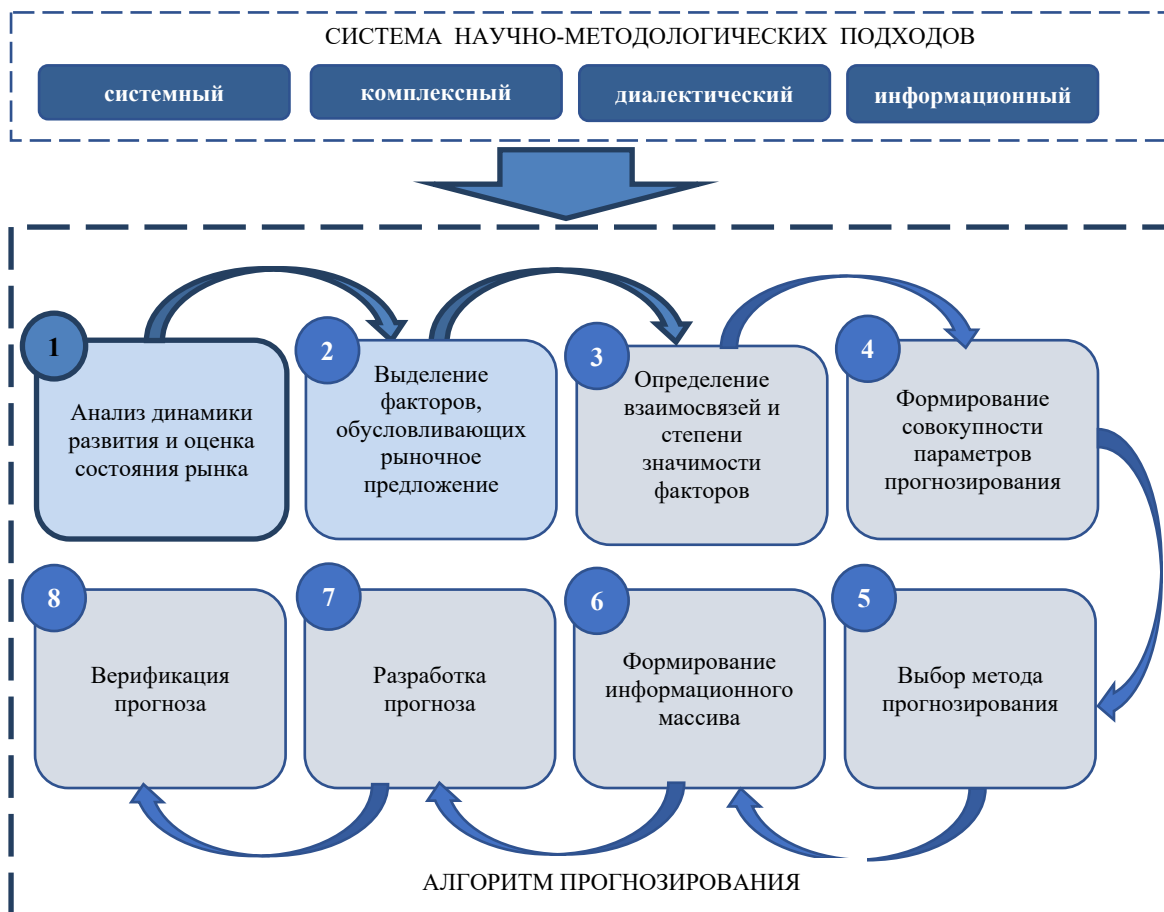 СИСТЕМА НАУЧНО-МЕТОДОЛОГИЧЕСКИХ ПОДХОДОВ
системный
комплексный
диалектический
информационный
1
Анализ динамики
развития и оценка
состояния рынка
2
Выделение
факторов,
обусловливающих
рыночное
предложение
3
Определение
взаимосвязей и
степени
значимости
факторов
4
Формирование
совокупности
параметров
прогнозирования
8
Верификация
прогноза
7
Разработка
прогноза
6
Формирование
информационного
массива
5
Выбор метода
прогнозирования
АЛГОРИТМ ПРОГНОЗИРОВАНИЯ